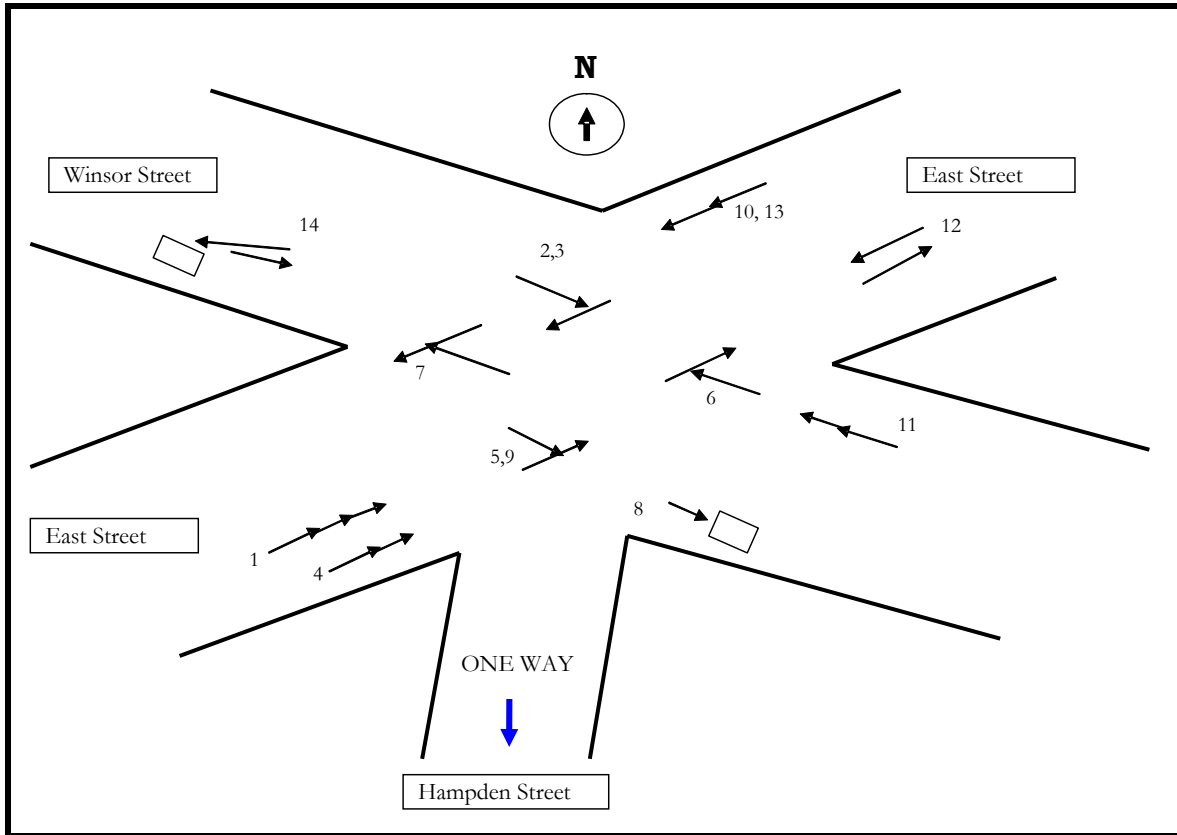 N
Winsor Street
East Street
10, 13
14
12
2,3
7
6
11
5,9
8
East Street
1
4
ONE WAY
Hampden Street